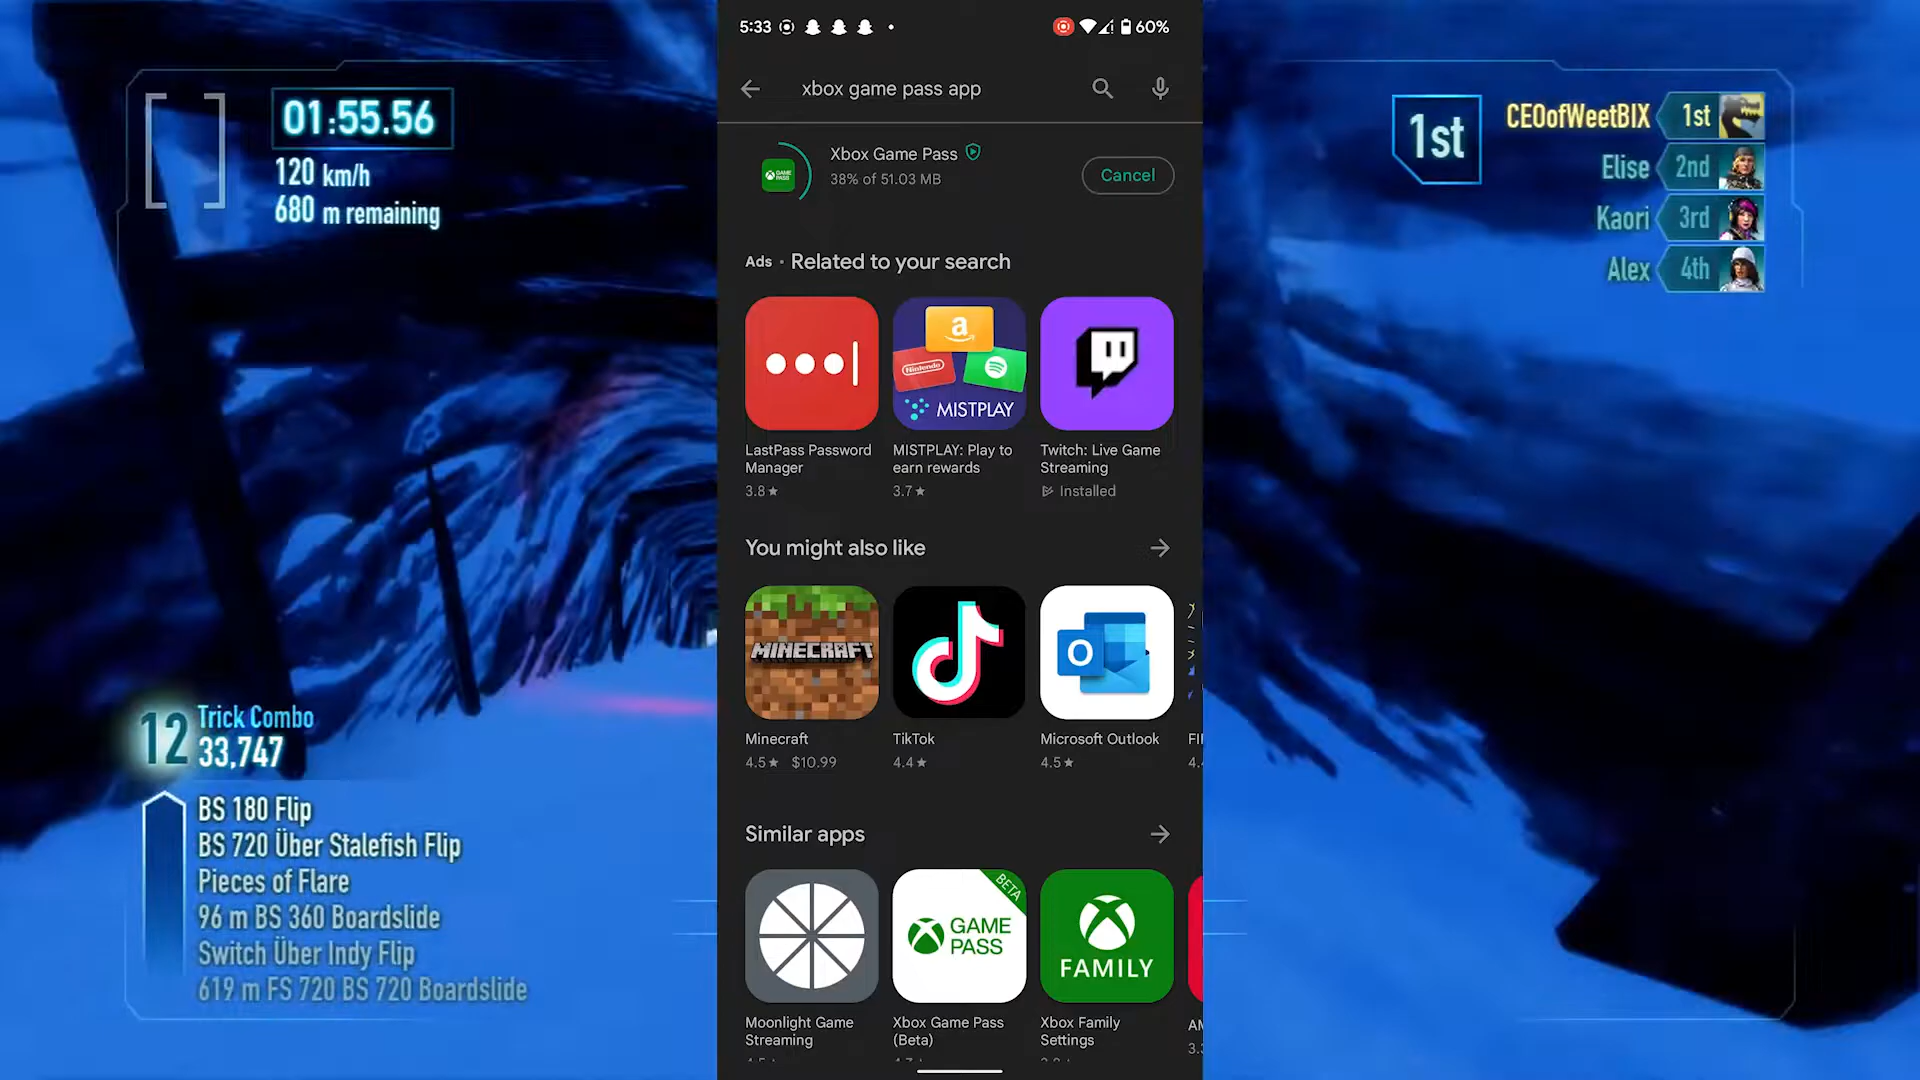 01:55.56
120 km/h
680 m remaining
12 Trick Combo
33,747
BS 180 Flip
BS 720 Über Stalefish Flip
Pieces of Flare
96 m BS 360 Boardslide
Switch Über Indy Flip
619 m FS 720 BS 720 Boardslide
5:33
60%
xbox game pass app
GAME PASS
Xbox Game Pass
38% of 51.03 MB
Cancel
Ads • Related to your search
a
Nintendo
MISTPLAY
LastPass Password Manager
3.8★
MISTPLAY: Play to earn rewards
3.7★
Twitch: Live Game Streaming
Installed
You might also like
MINECRAFT
O
Minecraft
4.5★ $10.99
TikTok
4.4★
Microsoft Outlook
4.5★
Similar apps
BETA
GAME PASS
FAMILY
Moonlight Game Streaming
Xbox Game Pass (Beta)
Xbox Family Settings
1st
CEOofWeetBIX 1st
Elise 2nd
Kaori 3rd
Alex 4th